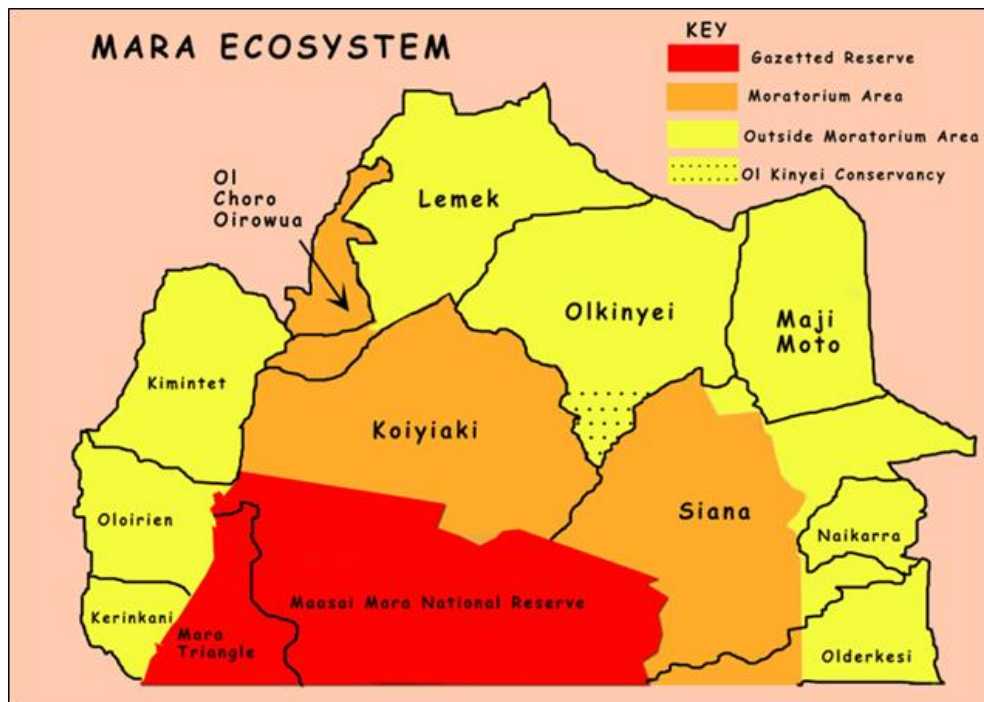 MARA ECOSYSTEM
KEY
Gazetted Reserve
Moratorium Area
Outside Moratorium Area
Ol Kinyei Conservancy
Ol
Choro
Oirowua
Lemek
Olkinyei
Maji
Moto
Kimintet
Koiyiaki
Siana
Oloirien
Naikarra
Kerinkani
Maasai Mara National Reserve
Mara
Triangle
Olderkesi